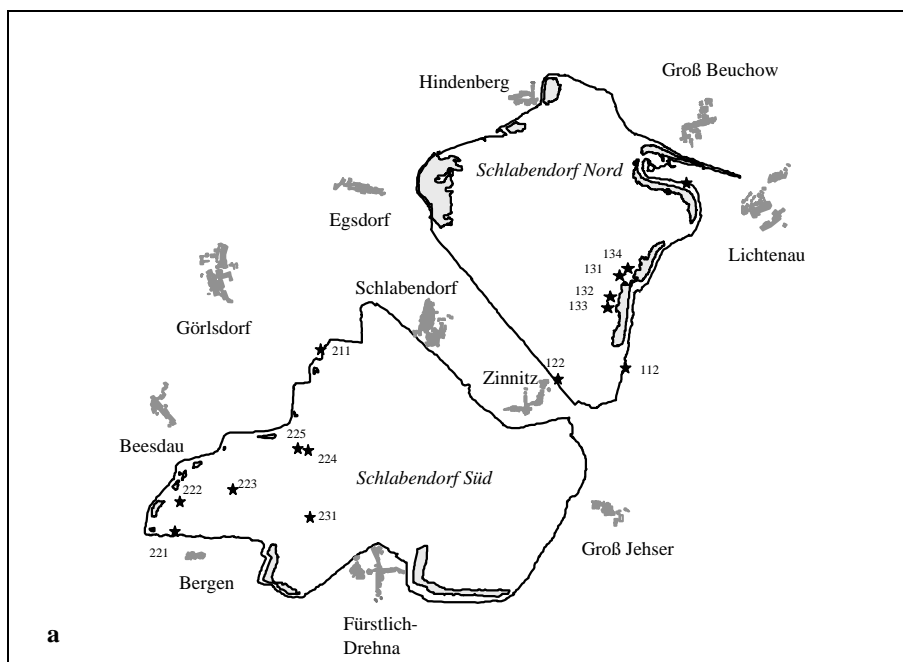 Hindenberg
Groß Beuchow
Schlabendorf Nord
Egsdorf
Lichtenau
134
131
Schlabendorf
132
133
Görlsdorf
211
122
112
Zinnitz
Beesdau
225
224
Schlabendorf Süd
222
223
231
Groß Jehser
221
Bergen
Fürstlich-
Drehna
a